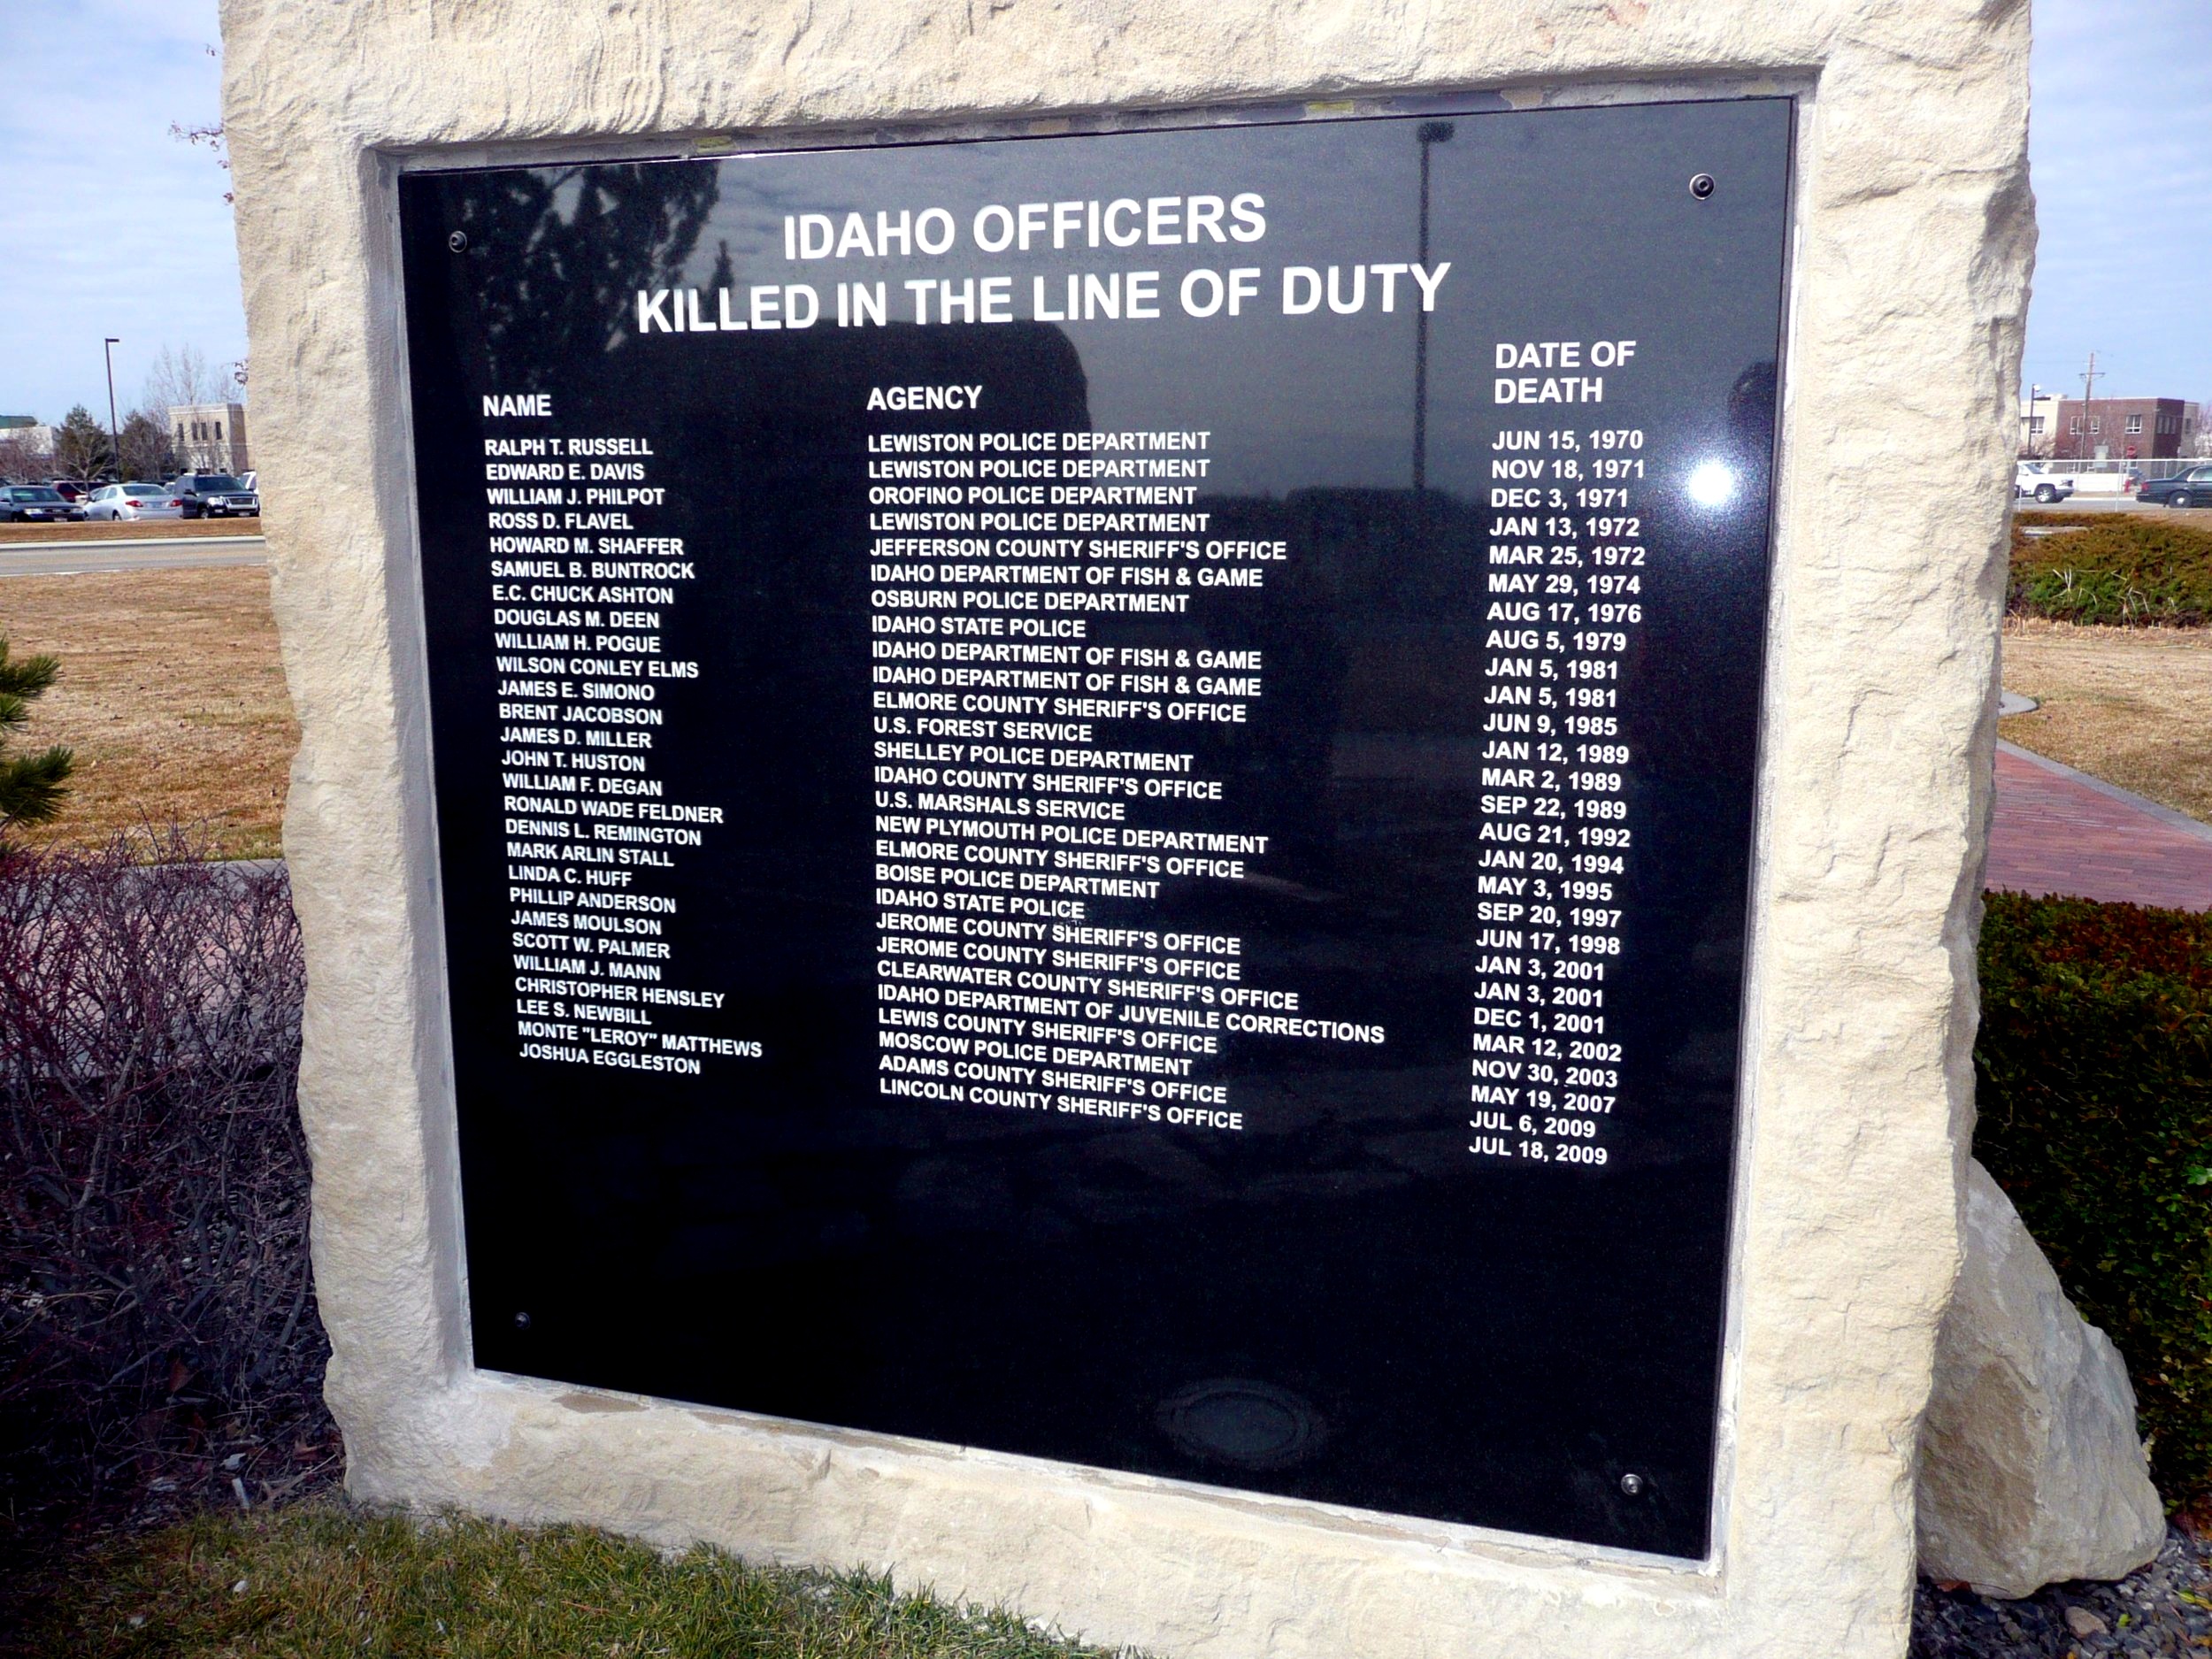 IDAHO OFFICERS
KILLED IN THE LINE OF DUTY
NAME AGENCY DATE OF DEATH
RALPH T. RUSSELL LEWISTON POLICE DEPARTMENT JUN 15, 1970
EDWARD E. DAVIS LEWISTON POLICE DEPARTMENT NOV 18, 1971
WILLIAM J. PHILPOT OROFINO POLICE DEPARTMENT DEC 3, 1971
ROSS D. FLAVEL LEWISTON POLICE DEPARTMENT JAN 13, 1972
HOWARD M. SHAFFER JEFFERSON COUNTY SHERIFF'S OFFICE MAR 25, 1972
SAMUEL B. BUNTROCK IDAHO DEPARTMENT OF FISH & GAME MAY 29, 1974
E.C. CHUCK ASHTON OSBURN POLICE DEPARTMENT AUG 17, 1976
DOUGLAS M. DEEN IDAHO STATE POLICE AUG 5, 1979
WILLIAM H. POGUE IDAHO DEPARTMENT OF FISH & GAME JAN 5, 1981
WILSON CONLEY ELMS IDAHO DEPARTMENT OF FISH & GAME JAN 5, 1981
JAMES E. SIMONO ELMORE COUNTY SHERIFF'S OFFICE JUN 9, 1985
BRENT JACOBSON U.S. FOREST SERVICE JAN 12, 1989
JAMES D. MILLER SHELLEY POLICE DEPARTMENT MAR 2, 1989
JOHN T. HUSTON IDAHO COUNTY SHERIFF'S OFFICE SEP 22, 1989
WILLIAM F. DEGAN U.S. MARSHALS SERVICE AUG 21, 1992
RONALD WADE FELDNER NEW PLYMOUTH POLICE DEPARTMENT JAN 20, 1994
DENNIS L. REMINGTON ELMORE COUNTY SHERIFF'S OFFICE MAY 3, 1995
MARK ARLIN STALL BOISE POLICE DEPARTMENT SEP 20, 1997
LINDA C. HUFF IDAHO STATE POLICE JUN 17, 1998
PHILLIP ANDERSON JEROME COUNTY SHERIFF'S OFFICE JAN 3, 2001
JAMES MOULSON JEROME COUNTY SHERIFF'S OFFICE JAN 3, 2001
SCOTT W. PALMER CLEARWATER COUNTY SHERIFF'S OFFICE DEC 1, 2001
WILLIAM J. MANN IDAHO DEPARTMENT OF JUVENILE CORRECTIONS MAR 12, 2002
CHRISTOPHER HENSLEY LEWIS COUNTY SHERIFF'S OFFICE NOV 30, 2003
LEE S. NEWBILL MOSCOW POLICE DEPARTMENT MAY 19, 2007
MONTE "LEROY" MATTHEWS ADAMS COUNTY SHERIFF'S OFFICE JUL 6, 2009
JOSHUA EGGLESTON LINCOLN COUNTY SHERIFF'S OFFICE JUL 18, 2009